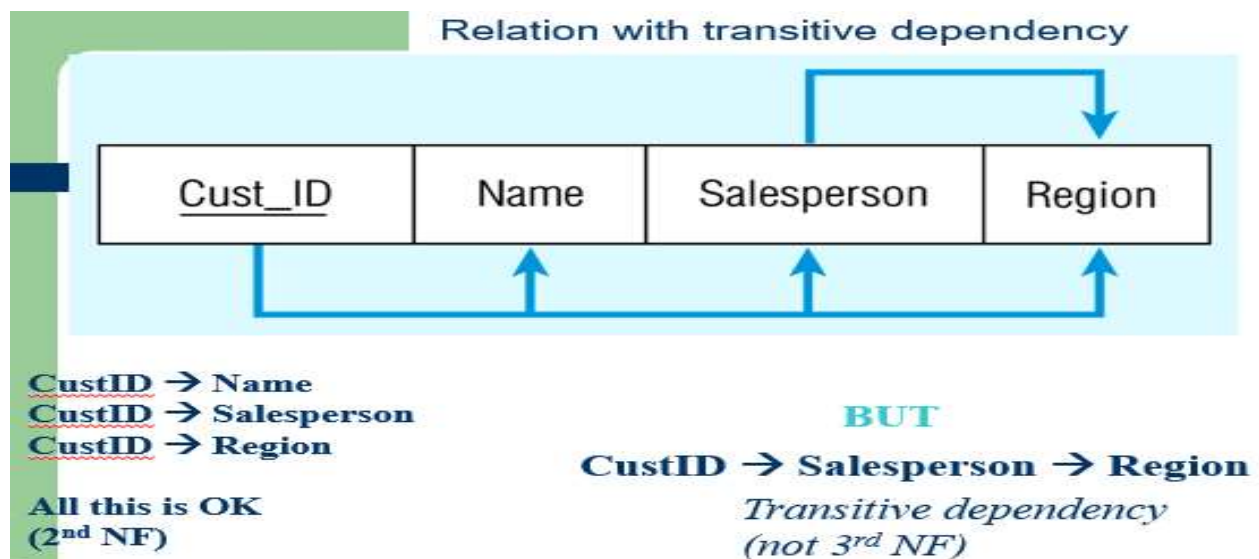 Relation with transitive dependency
Cust_ID Name Salesperson Region
CustID → Name
CustID → Salesperson
CustID → Region
All this is OK
(2nd NF)
BUT
CustID → Salesperson → Region
Transitive dependency
(not 3rd NF)